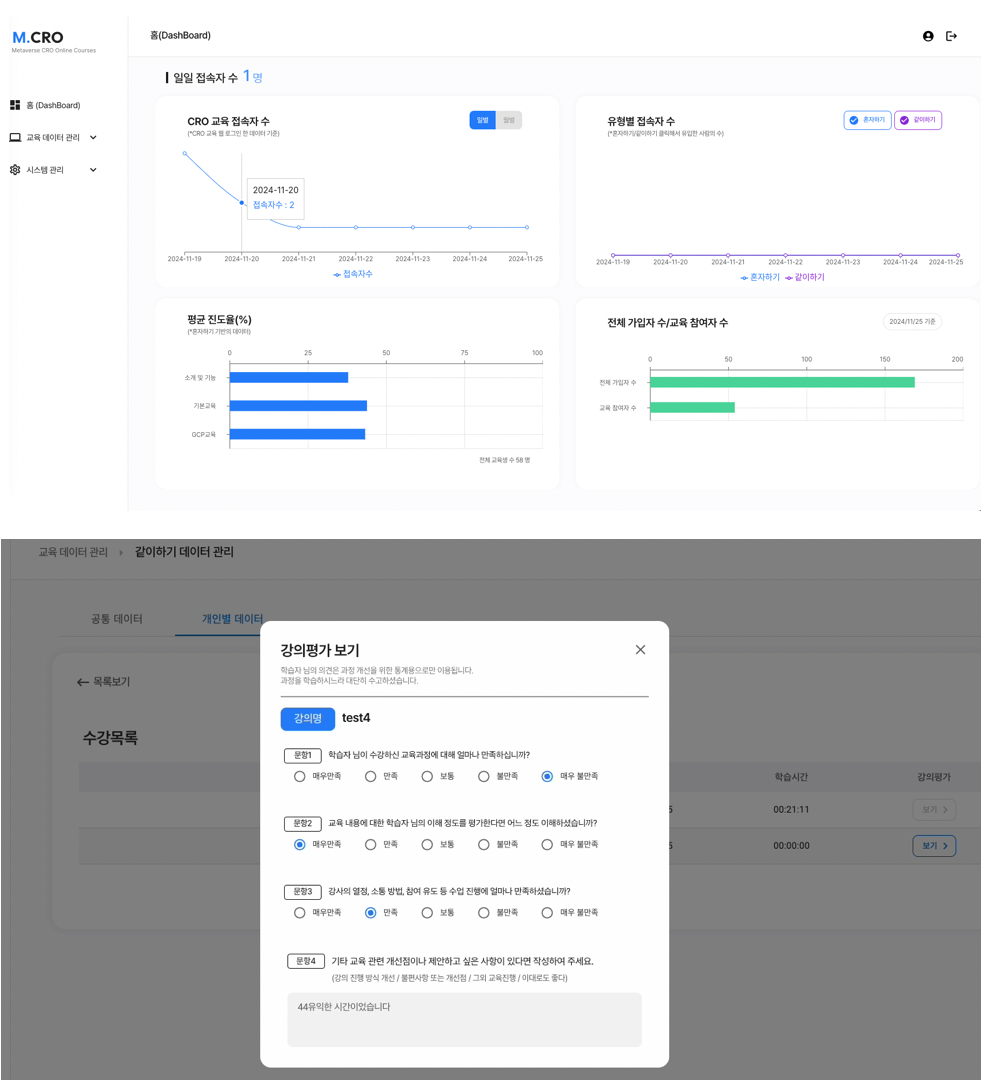 M.CRO
Metaverse CRO Online Courses
홈(DashBoard)
홈 (DashBoard)
교육 데이터 관리
시스템 관리
일일 접속자 수 1 명
CRO 교육 접속자 수
(*CRO 교육 웹 로그인 한 데이터 기준)
일별
월별
2024-11-20
접속자수 : 2
2024-11-19
2024-11-20
2024-11-21
2024-11-22
2024-11-23
2024-11-24
2024-11-25
접속자수
유형별 접속자 수
(*혼자하기/같이하기 클릭해서 유입한 사람의 수)
혼자하기
같이하기
2024-11-19
2024-11-20
2024-11-21
2024-11-22
2024-11-23
2024-11-24
2024-11-25
혼자하기
같이하기
평균 진도율(%)
(*혼자하기 기반의 데이터)
0
25
50
75
100
소개 및 기능
기본교육
GCP교육
전체 교육생 수 58 명
전체 가입자 수/교육 참여자 수
2024/11/25 기준
0
50
100
150
200
전체 가입자 수
교육 참여자 수
교육 데이터 관리
같이하기 데이터 관리
공통 데이터
개인별 데이터
목록보기
수강목록
학습시간
강의평가
5
00:21:11
보기
5
00:00:00
보기
강의평가 보기
학습자 님의 의견은 과정 개선을 위한 통계용으로만 이용됩니다.
과정을 학습하시느라 대단히 수고하셨습니다.
강의명
test4
문항1 학습자 님이 수강하신 교육과정에 대해 얼마나 만족하십니까?
매우만족 만족 보통 불만족 매우 불만족
문항2 교육 내용에 대한 학습자 님의 이해 정도를 평가한다면 어느 정도 이해하셨습니까?
매우만족 만족 보통 불만족 매우 불만족
문항3 강사의 열정, 소통 방법, 참여 유도 등 수업 진행에 얼마나 만족하셨습니까?
매우만족 만족 보통 불만족 매우 불만족
문항4 기타 교육 관련 개선점이나 제안하고 싶은 사항이 있다면 작성하여 주세요.
(강의 진행 방식 개선 / 불편사항 또는 개선점 / 그외 교육진행 / 이대로도 좋다)
44유익한 시간이었습니다